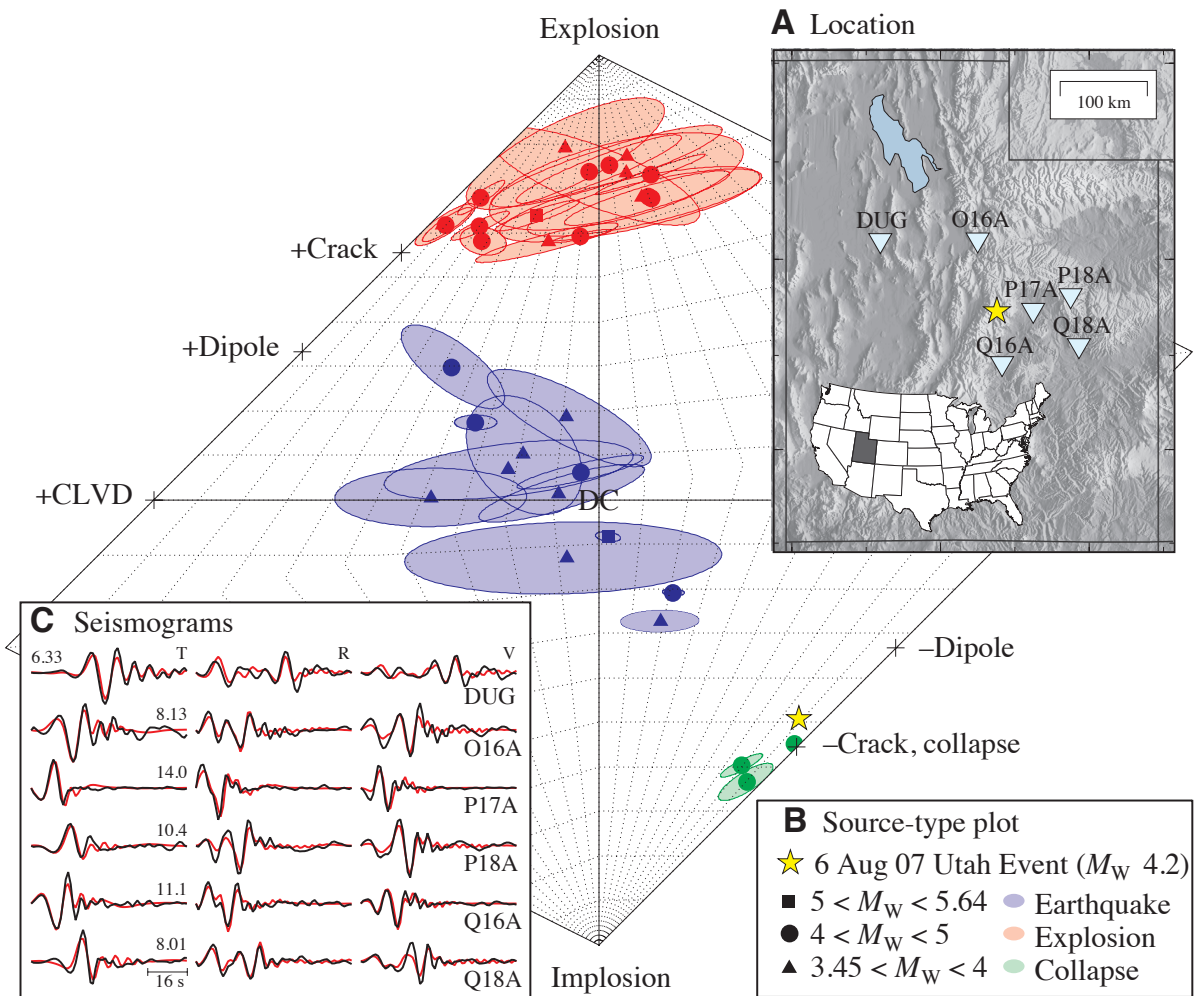 Explosion
+Crack
+Dipole
+CLVD
DC
–Dipole
–Crack, collapse
Implosion
A Location
100 km
DUG
O16A
P17A
P18A
Q18A
Q16A
C Seismograms
6.33 T R V
DUG
8.13
O16A
14.0
P17A
10.4
P18A
11.1
Q16A
8.01
16 s
Q18A
B Source-type plot
6 Aug 07 Utah Event (MW 4.2)
5 < MW < 5.64
Earthquake
4 < MW < 5
Explosion
3.45 < MW < 4
Collapse